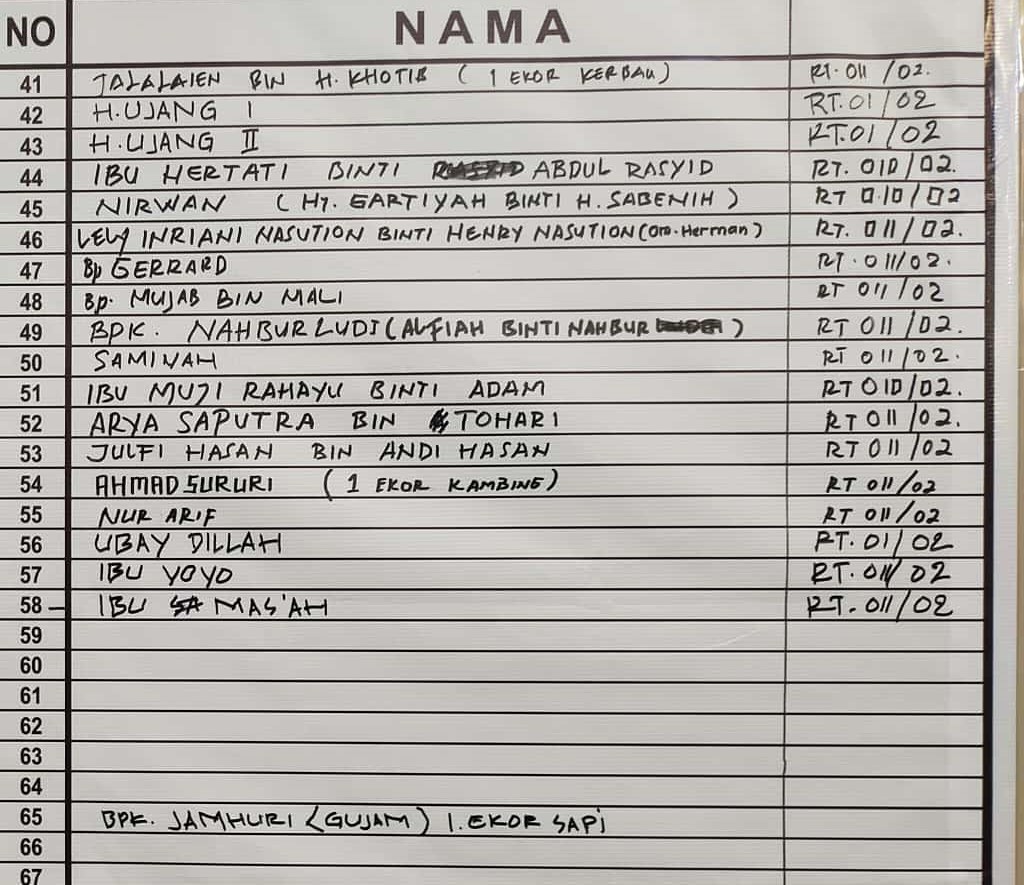 NO NAMA
41 JALALAIEN BIN H. KHOTIB ( 1 EKOR KERBAU ) RT. 011 /02.
42 H. UJANG I RT. 01/02
43 H. UJANG II RT. 01/02
44 IBU HERTATI BINTI ABDUL RASYID RT. 010/02.
45 NIRWAN ( Hj. GARTIYAH BINTI H. SABENIH ) RT 010/02
46 LELY INRIANI NASUTION BINTI HENRY NASUTION (Om. Herman) RT. 011/02.
47 Bp GERRARD RT. 011/02.
48 Bp. MUJAB BIN MALI RT 011/02
49 BPK. NAHBUR LUDJ ( ALFIAH BINTI NAHBUR ) RT 011/02.
50 SAMINAH RT 011/02.
51 IBU MUJI RAHAYU BINTI ADAM RT 010/02.
52 ARYA SAPUTRA BIN TOHARI RT 011/02.
53 JULFI HASAN BIN ANDI HASAN RT 011/02
54 AHMAD SURURI ( 1 EKOR KAMBING ) RT 011/02
55 NUR ARIF RT 011/02
56 UBAY DILLAH RT. 01/02
57 IBU YOYO RT. 011/02
58 – IBU MAS'AH RT. 011/02
59
60
61
62
63
64
65 BPK. JAMHURI (GUJAM) 1. EKOR SAPi
66
67